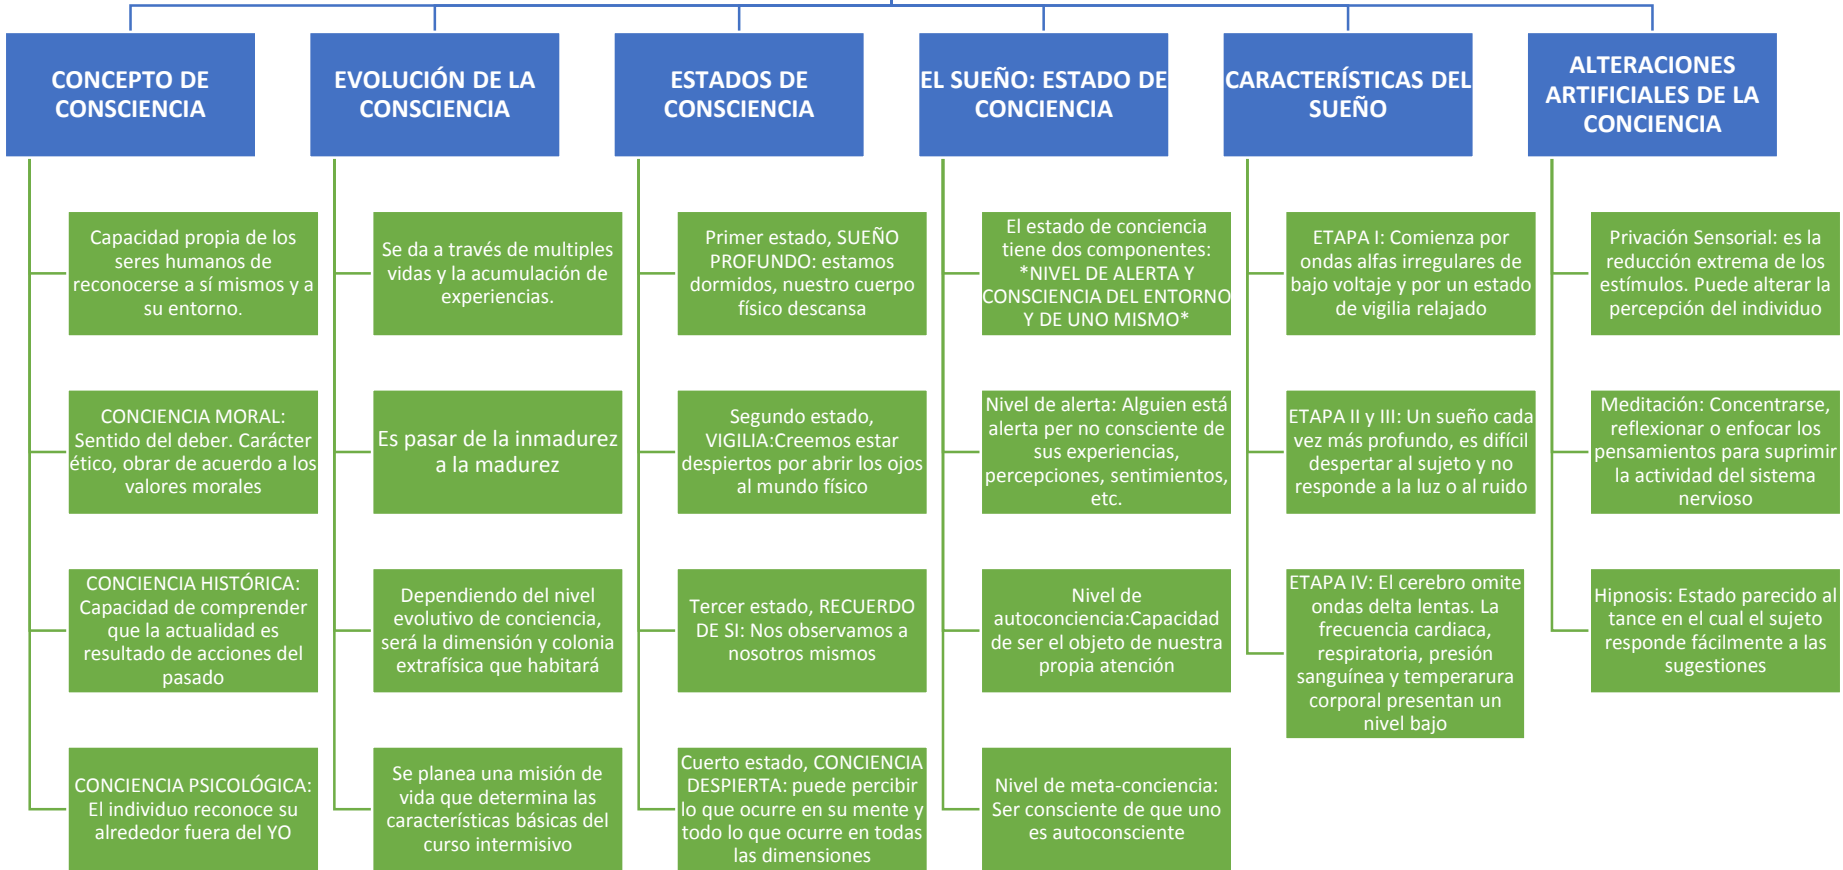 CONCEPTO DE
CONSCIENCIA
Capacidad propia de los
seres humanos de
reconocerse a sí mismos y a
su entorno.
CONCIENCIA MORAL:
Sentido del deber. Carácter
ético, obrar de acuerdo a los
valores morales
CONCIENCIA HISTÓRICA:
Capacidad de comprender
que la actualidad es
resultado de acciones del
pasado
CONCIENCIA PSICOLÓGICA:
El individuo reconoce su
alrededor fuera del YO
EVOLUCIÓN DE LA
CONSCIENCIA
Se da a través de multiples
vidas y la acumulación de
experiencias.
Es pasar de la inmadurez
a la madurez
Dependiendo del nivel
evolutivo de conciencia,
será la dimensión y colonia
extrafísica que habitará
Se planea una misión de
vida que determina las
características básicas del
curso intermisivo
ESTADOS DE
CONSCIENCIA
Primer estado, SUEÑO
PROFUNDO: estamos
dormidos, nuestro cuerpo
físico descansa
Segundo estado,
VIGILIA:Creemos estar
despiertos por abrir los ojos
al mundo físico
Tercer estado, RECUERDO
DE SI: Nos observamos a
nosotros mismos
Cuerto estado, CONCIENCIA
DESPIERTA: puede percibir
lo que ocurre en su mente y
todo lo que ocurre en todas
las dimensiones
EL SUEÑO: ESTADO DE
CONCIENCIA
El estado de conciencia
tiene dos componentes:
*NIVEL DE ALERTA Y
CONSCIENCIA DEL ENTORNO
Y DE UNO MISMO*
Nivel de alerta: Alguien está
alerta per no consciente de
sus experiencias,
percepciones, sentimientos,
etc.
Nivel de
autoconciencia:Capacidad
de ser el objeto de nuestra
propia atención
Nivel de meta-conciencia:
Ser consciente de que uno
es autoconsciente
CARACTERÍSTICAS DEL
SUEÑO
ETAPA I: Comienza por
ondas alfas irregulares de
bajo voltaje y por un estado
de vigilia relajado
ETAPA II y III: Un sueño cada
vez más profundo, es difícil
despertar al sujeto y no
responde a la luz o al ruido
ETAPA IV: El cerebro omite
ondas delta lentas. La
frecuencia cardiaca,
respiratoria, presión
sanguínea y temperarura
corporal presentan un
nivel bajo
ALTERACIONES
ARTIFICIALES DE LA
CONCIENCIA
Privación Sensorial: es la
reducción extrema de los
estímulos. Puede alterar la
percepción del individuo
Meditación: Concentrarse,
reflexionar o enfocar los
pensamientos para suprimir
la actividad del sistema
nervioso
Hipnosis: Estado parecido al
tance en el cual el sujeto
responde fácilmente a las
sugestiones